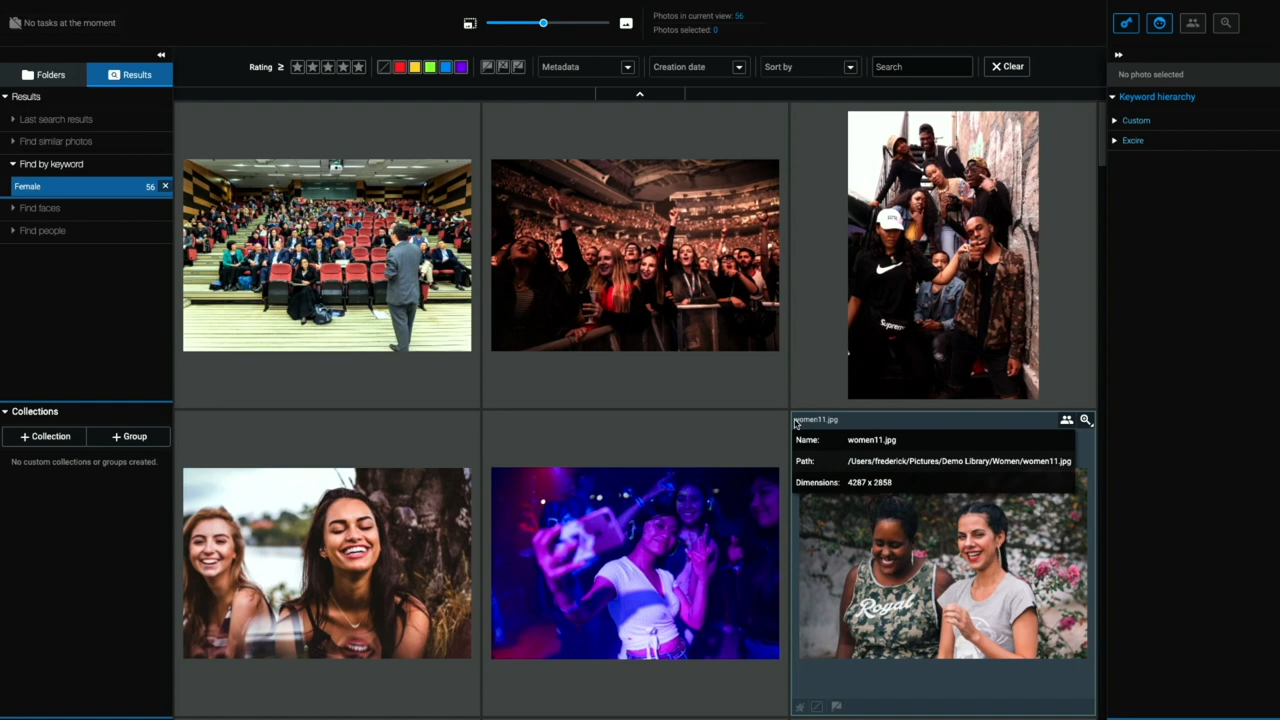 No tasks at the moment
Photos in current view: 56
Photos selected: 0
Folders
Results
Rating ≥
Metadata
Creation date
Sort by
Search
Clear
No photo selected
Results
Last search results
Find similar photos
Find by keyword
Female 56
Find faces
Find people
Keyword hierarchy
Custom
Excire
Supreme
Collections
+ Collection
+ Group
No custom collections or groups created.
women11.jpg
Name: women11.jpg
Path: /Users/frederick/Pictures/Demo Library/Women/women11.jpg
Dimensions: 4287 x 2858
Royal